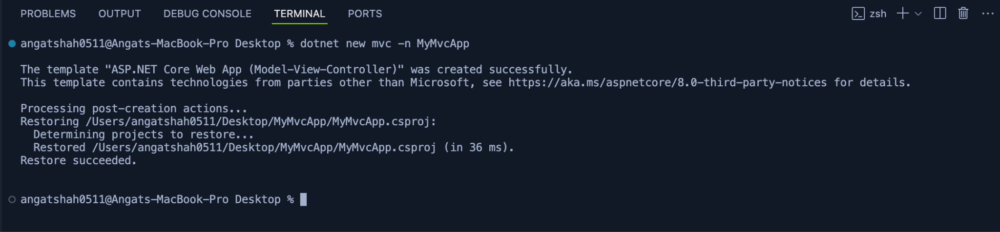 PROBLEMS OUTPUT DEBUG CONSOLE TERMINAL PORTS zsh
angatshah0511@Angats-MacBook-Pro Desktop % dotnet new mvc -n MyMvcApp
The template "ASP.NET Core Web App (Model-View-Controller)" was created successfully.
This template contains technologies from parties other than Microsoft, see https://aka.ms/aspnetcore/8.0-third-party-notices for details.
Processing post-creation actions...
Restoring /Users/angatshah0511/Desktop/MyMvcApp/MyMvcApp.csproj:
  Determining projects to restore...
  Restored /Users/angatshah0511/Desktop/MyMvcApp/MyMvcApp.csproj (in 36 ms).
Restore succeeded.
angatshah0511@Angats-MacBook-Pro Desktop %